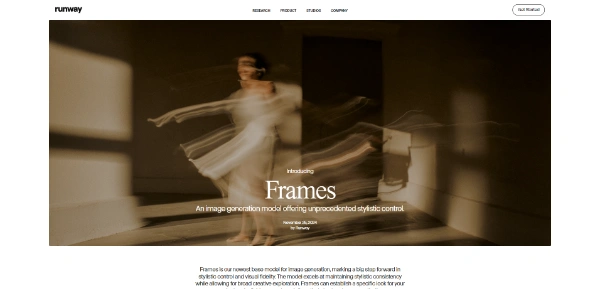 runway
RESEARCH PRODUCT STUDIOS COMPANY
Get Started
Introducing
Frames
An image generation model offering unprecedented stylistic control.
by Runway
Frames is our newest base model for image generation, marking a big step forward in
stylistic control and visual fidelity. The model excels at maintaining stylistic consistency
while allowing for broad creative exploration. Frames can establish a specific look for your